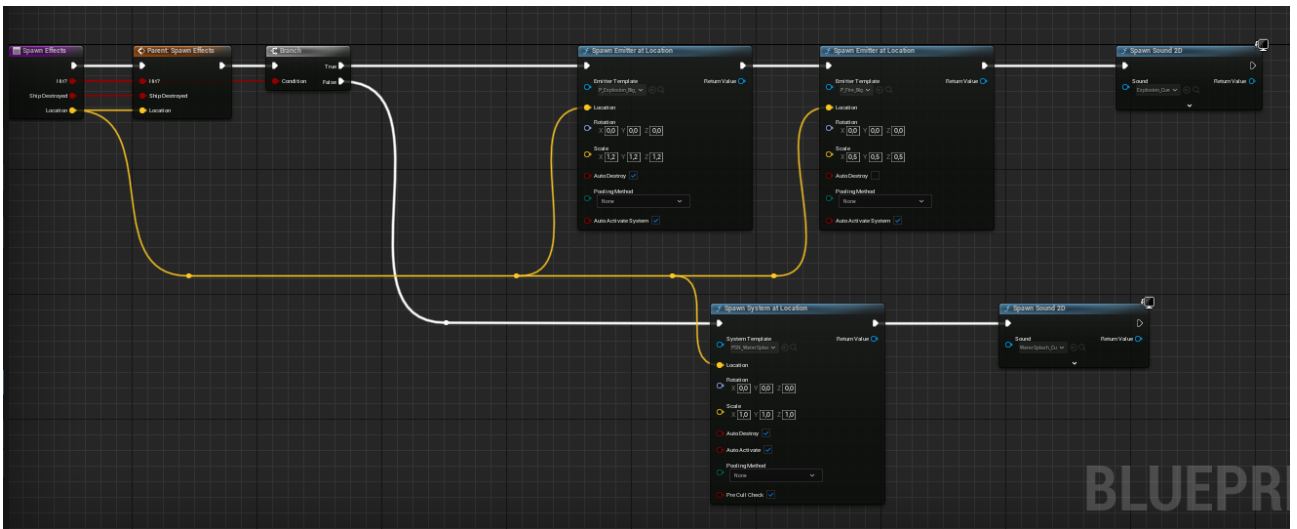 Spawn Effects
Hit?
Ship Destroyed
Location
Parent: Spawn Effects
Hit?
Ship Destroyed
Location
Branch
Condition
True
False
Spawn Emitter at Location
Emitter Template
P_Explosion_Big_
Return Value
Location
Rotation
X 0,0 Y 0,0 Z 0,0
Scale
X 1,2 Y 1,2 Z 1,2
Auto Destroy
Pooling Method
None
Auto Activate System
Spawn Emitter at Location
Emitter Template
P_Fire_Big
Return Value
Location
Rotation
X 0,0 Y 0,0 Z 0,0
Scale
X 0,5 Y 0,5 Z 0,5
Auto Destroy
Pooling Method
None
Auto Activate System
Spawn Sound 2D
Sound
Explosion_Cue
Return Value
Spawn System at Location
System Template
Return Value
Location
Rotation
X 0,0 Y 0,0 Z 0,0
Scale
X 1,0 Y 1,0 Z 1,0
Auto Destroy
Auto Activate
Pooling Method
None
Pre Cull Check
Spawn Sound 2D
Sound
WaterSplash_Cu
Return Value
BLUEPRI